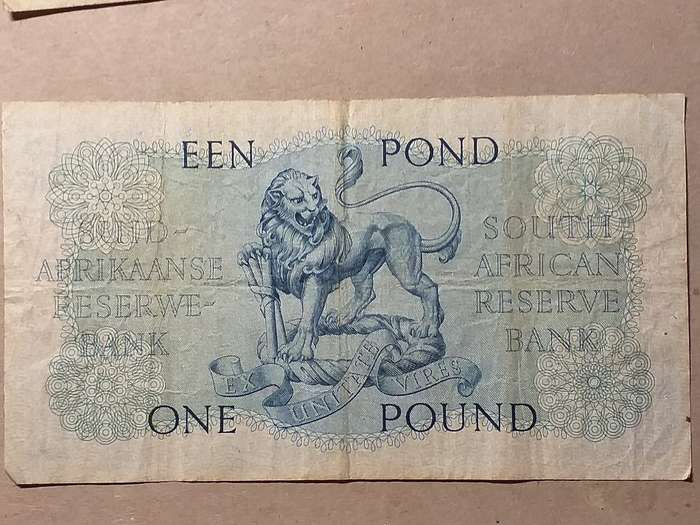 EEN POND
SUID-
AFRIKAANSE
RESERWE-
BANK
SOUTH
AFRICAN
RESERVE
BANK
EX UNITATE VIRES
ONE POUND